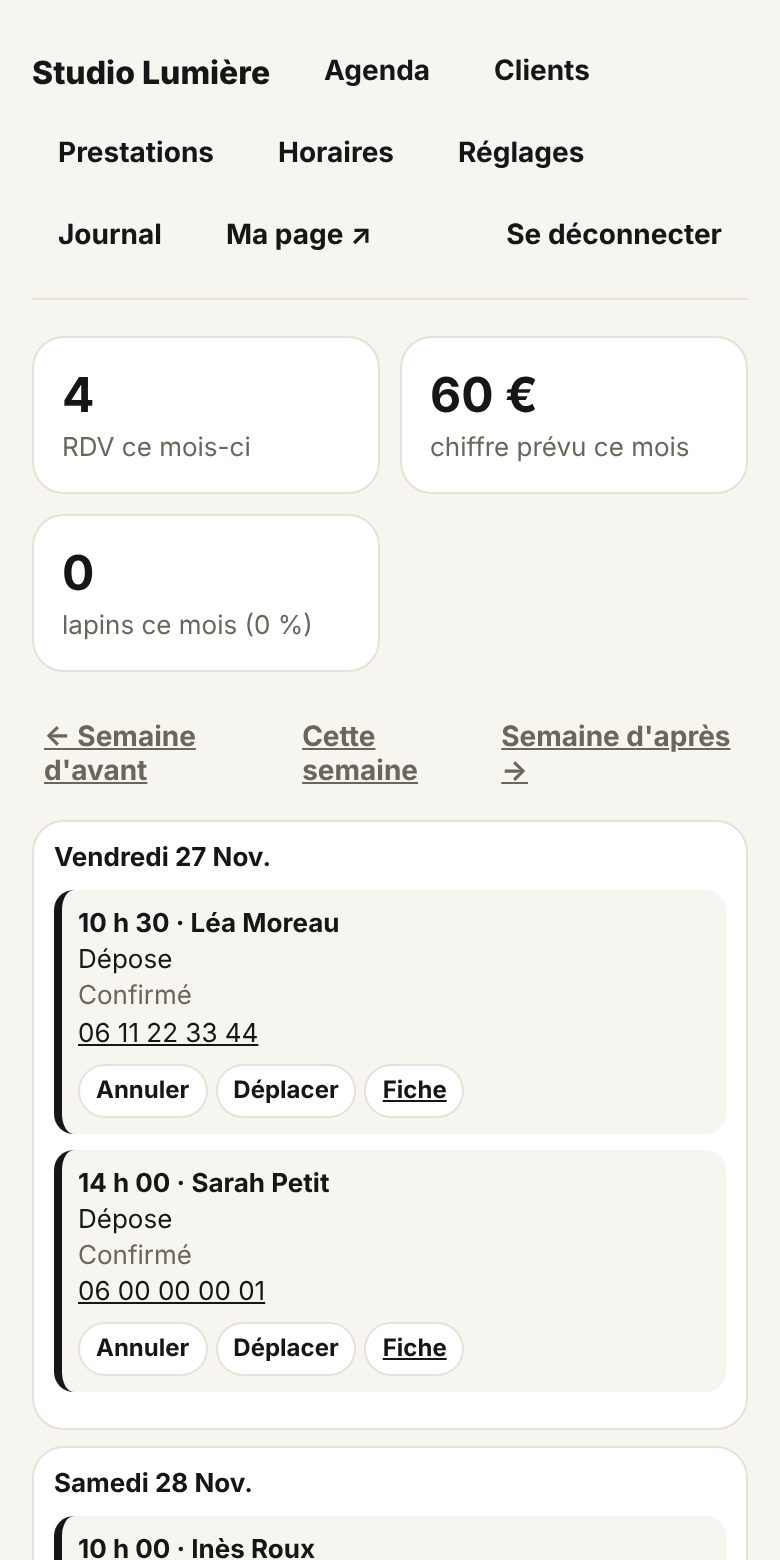 Studio Lumière Agenda Clients
Prestations Horaires Réglages
Journal Ma page ↗ Se déconnecter
4
RDV ce mois-ci
60 €
chiffre prévu ce mois
0
lapins ce mois (0 %)
← Semaine d'avant
Cette semaine
Semaine d'après →
Vendredi 27 Nov.
10 h 30 · Léa Moreau
Dépose
Confirmé
06 11 22 33 44
Annuler Déplacer Fiche
14 h 00 · Sarah Petit
Dépose
Confirmé
06 00 00 00 01
Annuler Déplacer Fiche
Samedi 28 Nov.
10 h 00 · Inès Roux